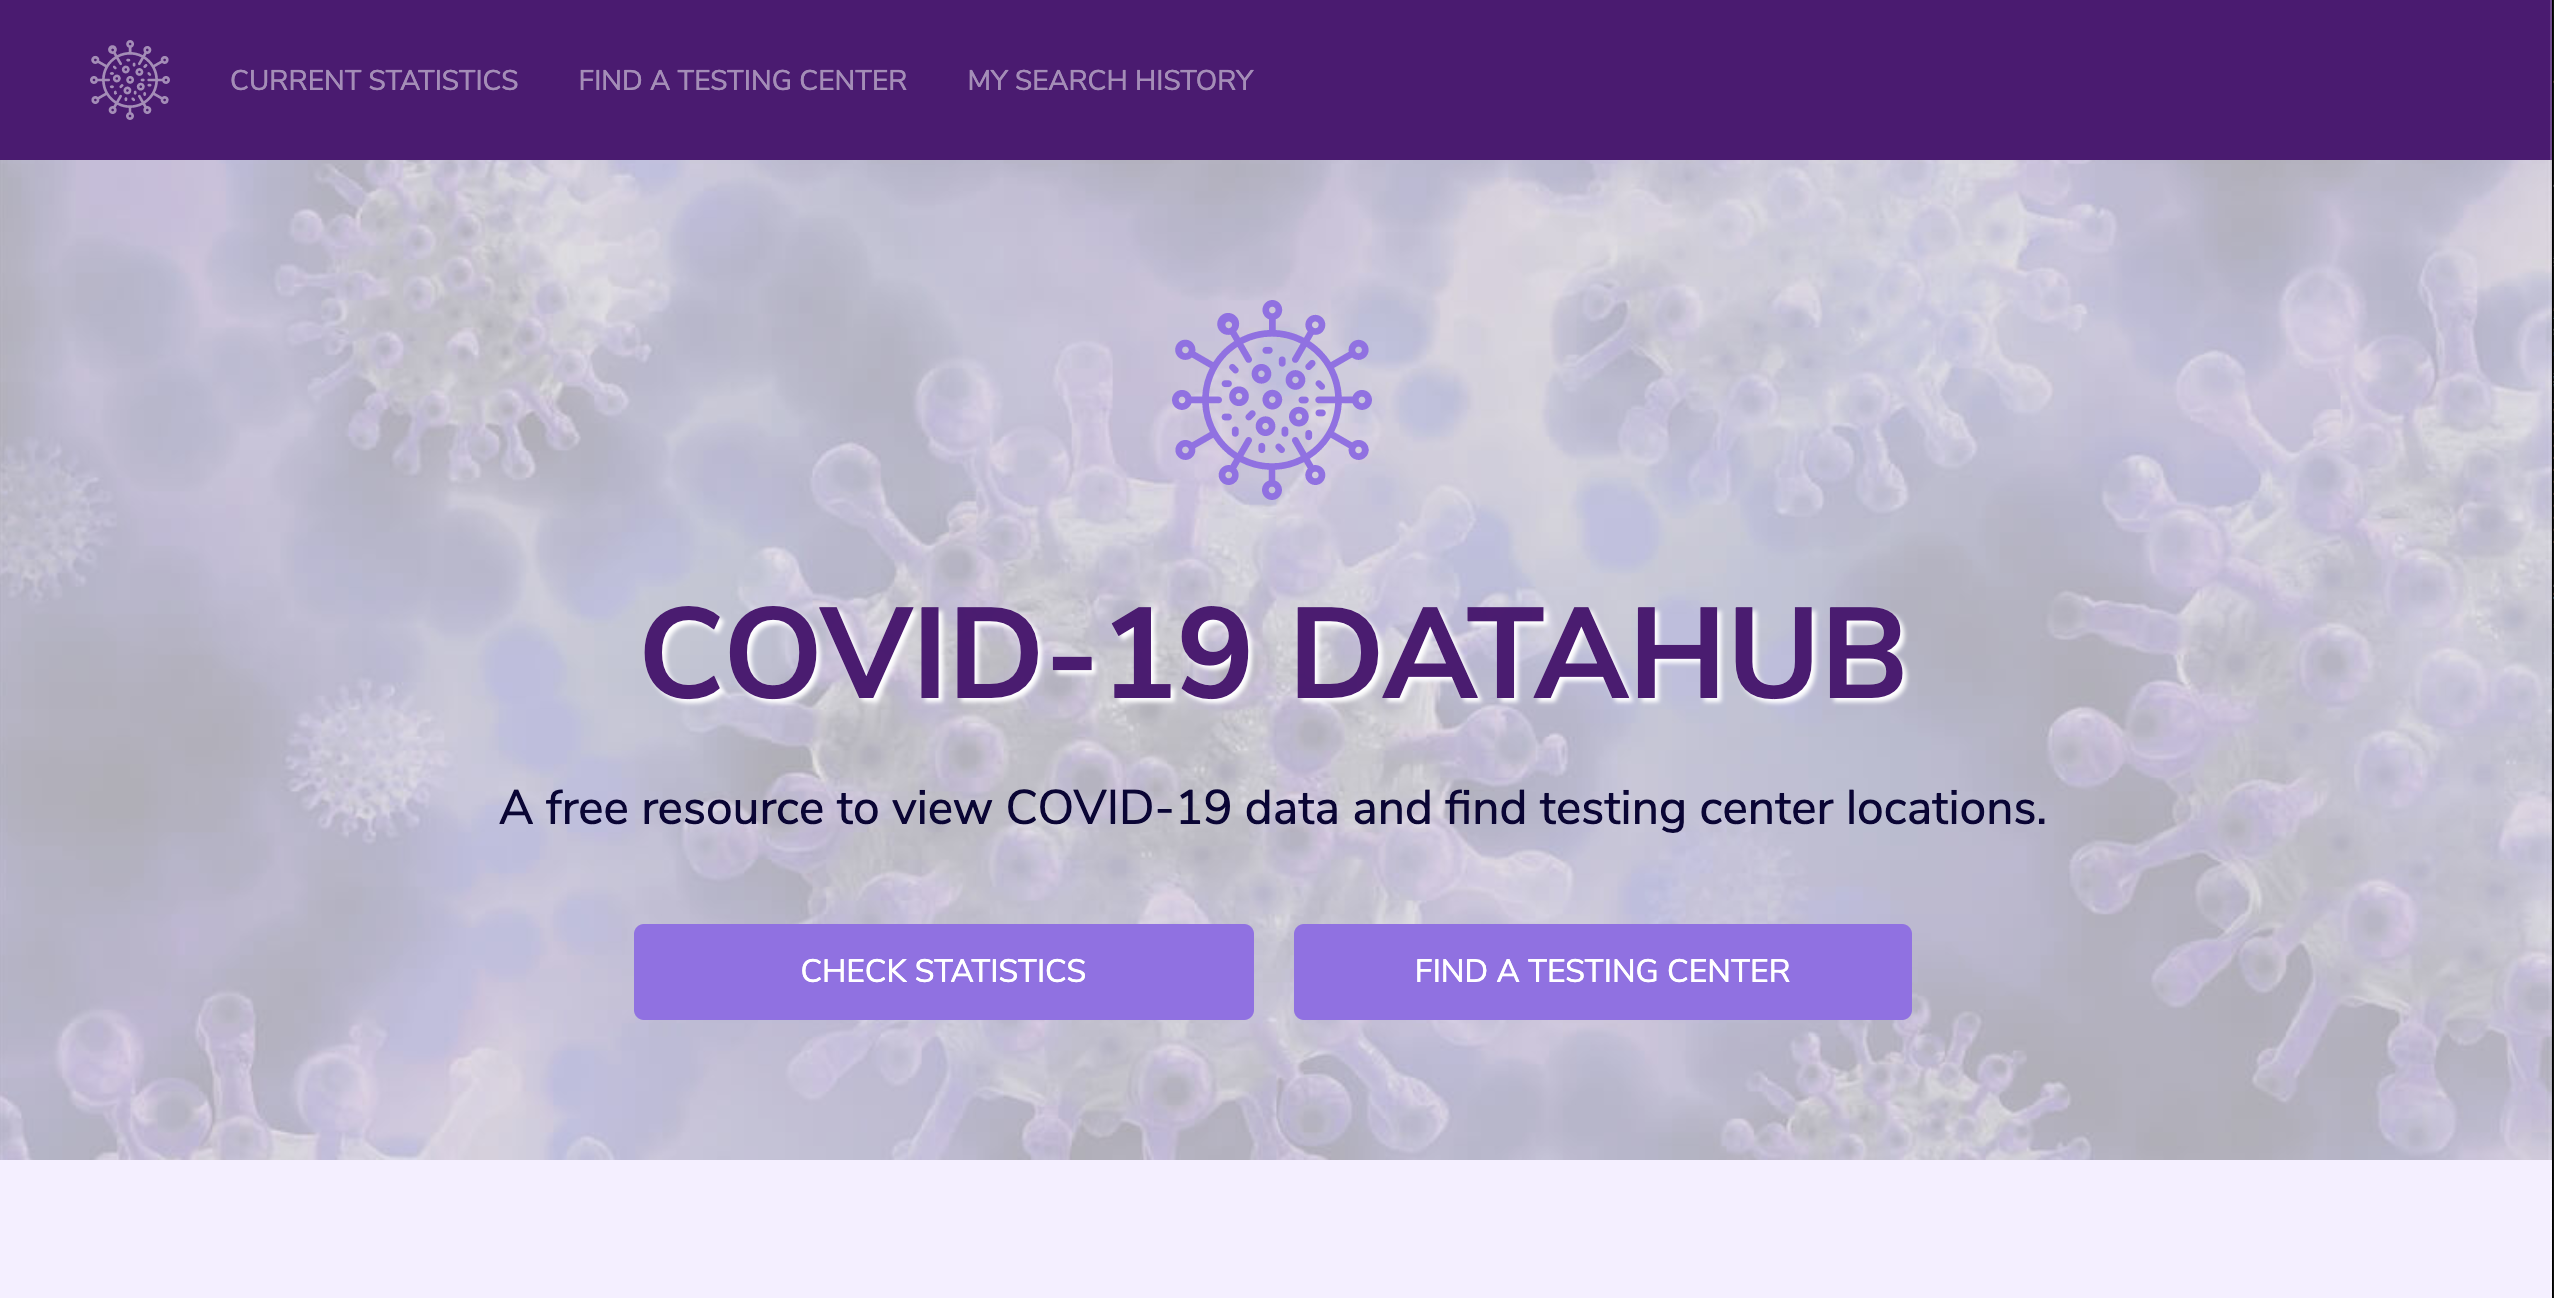 CURRENT STATISTICS
FIND A TESTING CENTER
MY SEARCH HISTORY
COVID-19 DATAHUB
A free resource to view COVID-19 data and find testing center locations.
CHECK STATISTICS
FIND A TESTING CENTER